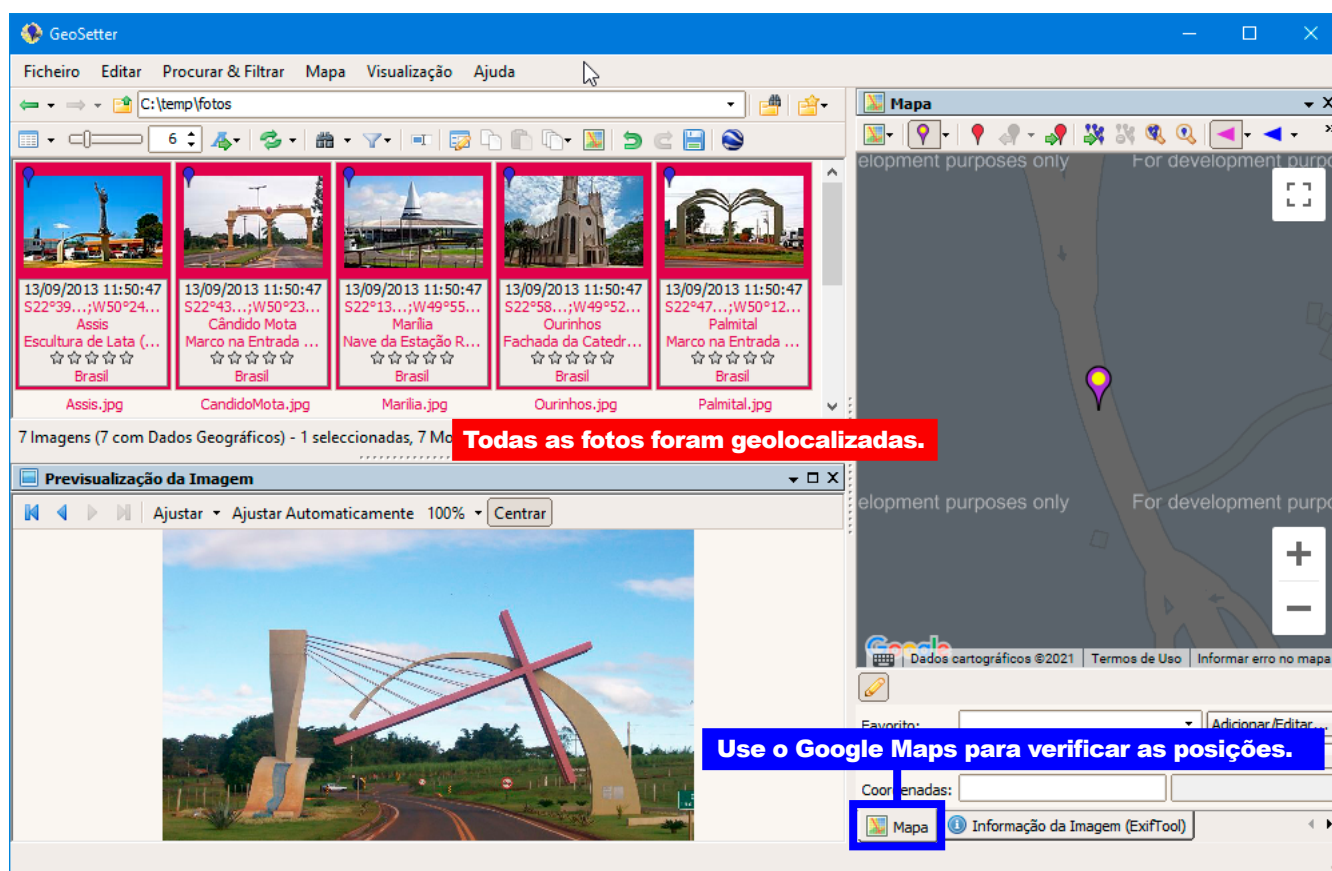 GeoSetter
Ficheiro Editar Procurar & Filtrar Mapa Visualização Ajuda
C:\temp\fotos
6
13/09/2013 11:50:47
S22°39...;W50°24...
Assis
Escultura de Lata (...
Brasil
Assis.jpg
13/09/2013 11:50:47
S22°43...;W50°23...
Cândido Mota
Marco na Entrada ...
Brasil
CandidoMota.jpg
13/09/2013 11:50:47
S22°13...;W49°55...
Marília
Nave da Estação R...
Brasil
Marilia.jpg
13/09/2013 11:50:47
S22°58...;W49°52...
Ourinhos
Fachada da Catedr...
Brasil
Ourinhos.jpg
13/09/2013 11:50:47
S22°47...;W50°12...
Palmital
Marco na Entrada ...
Brasil
Palmital.jpg
7 Imagens (7 com Dados Geográficos) - 1 seleccionadas, 7 Mo
Todas as fotos foram geolocalizadas.
Previsualização da Imagem
Ajustar Ajustar Automaticamente 100% Centrar
Mapa
elopment purposes only For development purpo
elopment purposes only For development purpo
Google
Dados cartográficos ©2021 Termos de Uso Informar erro no mapa
Favorito: Adicionar/Editar...
Use o Google Maps para verificar as posições.
Coordenadas:
Mapa Informação da Imagem (ExifTool)